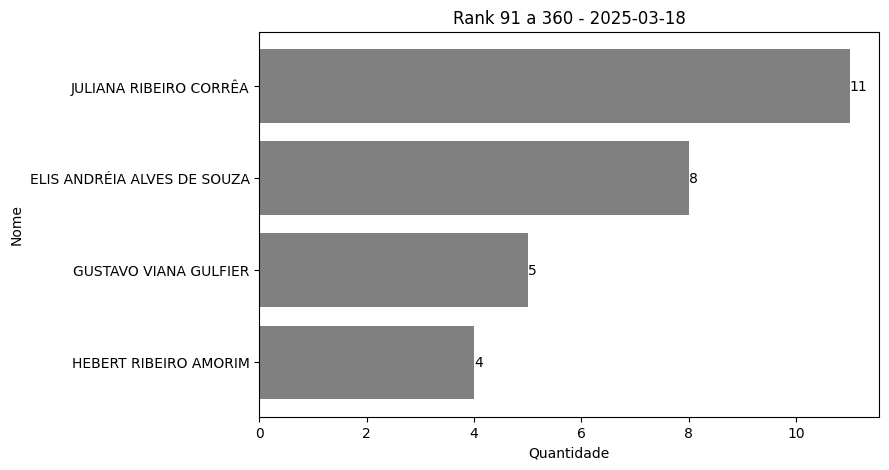 Rank 91 a 360 - 2025-03-18
Nome
JULIANA RIBEIRO CORRÊA
11
ELIS ANDRÉIA ALVES DE SOUZA
8
GUSTAVO VIANA GULFIER
5
HEBERT RIBEIRO AMORIM
4
0 2 4 6 8 10
Quantidade